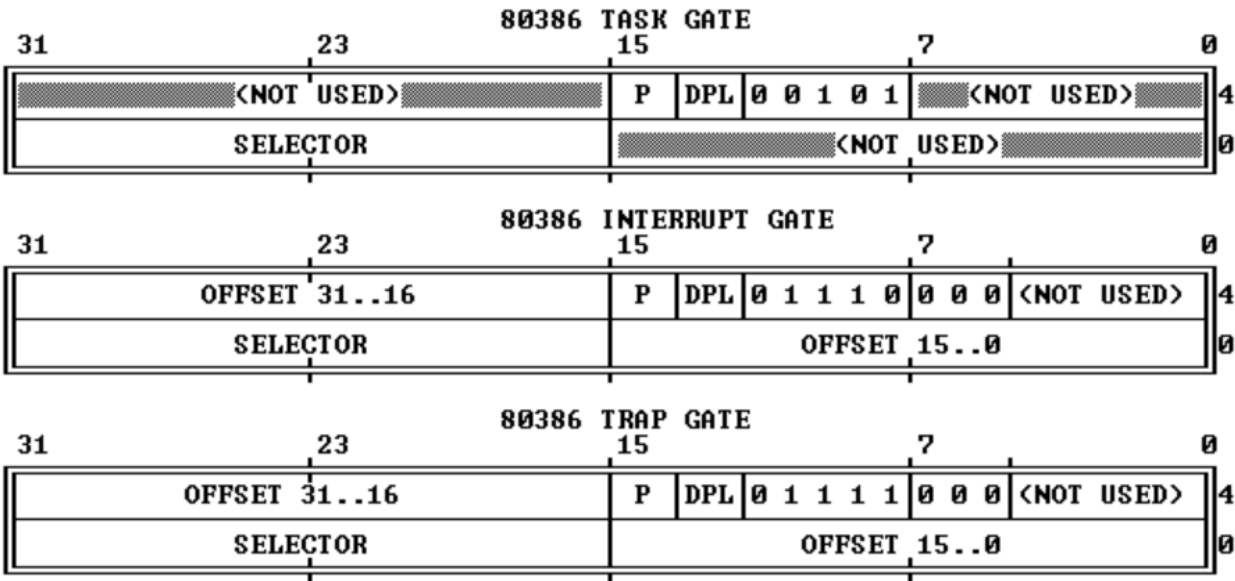 80386 TASK GATE
31 23 15 7 0
(NOT USED) P DPL 0 0 1 0 1 (NOT USED) 4
SELECTOR (NOT USED) 0
80386 INTERRUPT GATE
31 23 15 7 0
OFFSET 31..16 P DPL 0 1 1 1 0 0 0 0 (NOT USED) 4
SELECTOR OFFSET 15..0 0
80386 TRAP GATE
31 23 15 7 0
OFFSET 31..16 P DPL 0 1 1 1 1 0 0 0 (NOT USED) 4
SELECTOR OFFSET 15..0 0